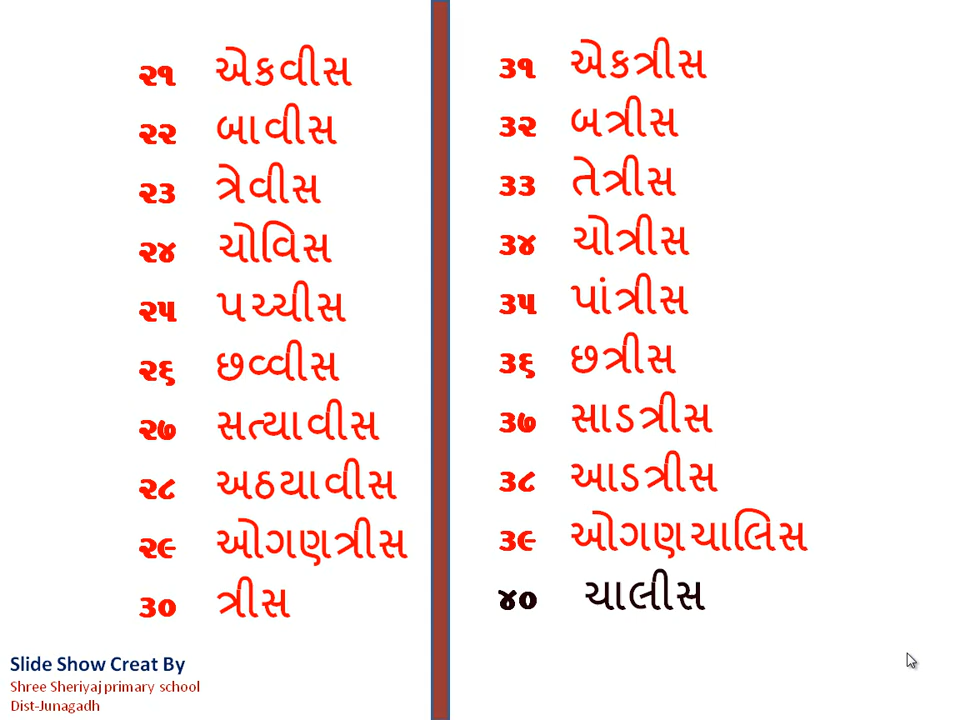 ૨૧ એકવીસ
૨૨ બાવીસ
૨૩ ત્રેવીસ
૨૪ ચોવિસ
૨૫ પચ્ચીસ
૨૬ છવ્વીસ
૨૭ સત્યાવીસ
૨૮ અઠયાવીસ
૨૯ ઓગણત્રીસ
૩૦ ત્રીસ
૩૧ એકત્રીસ
૩૨ બત્રીસ
૩૩ તેત્રીસ
૩૪ ચોત્રીસ
૩૫ પાંત્રીસ
૩૬ છત્રીસ
૩૭ સાડત્રીસ
૩૮ આડત્રીસ
૩૯ ઓગણચાલિસ
૪૦ ચાલીસ
Slide Show Creat By
Shree Sheriyaj primary school
Dist-Junagadh